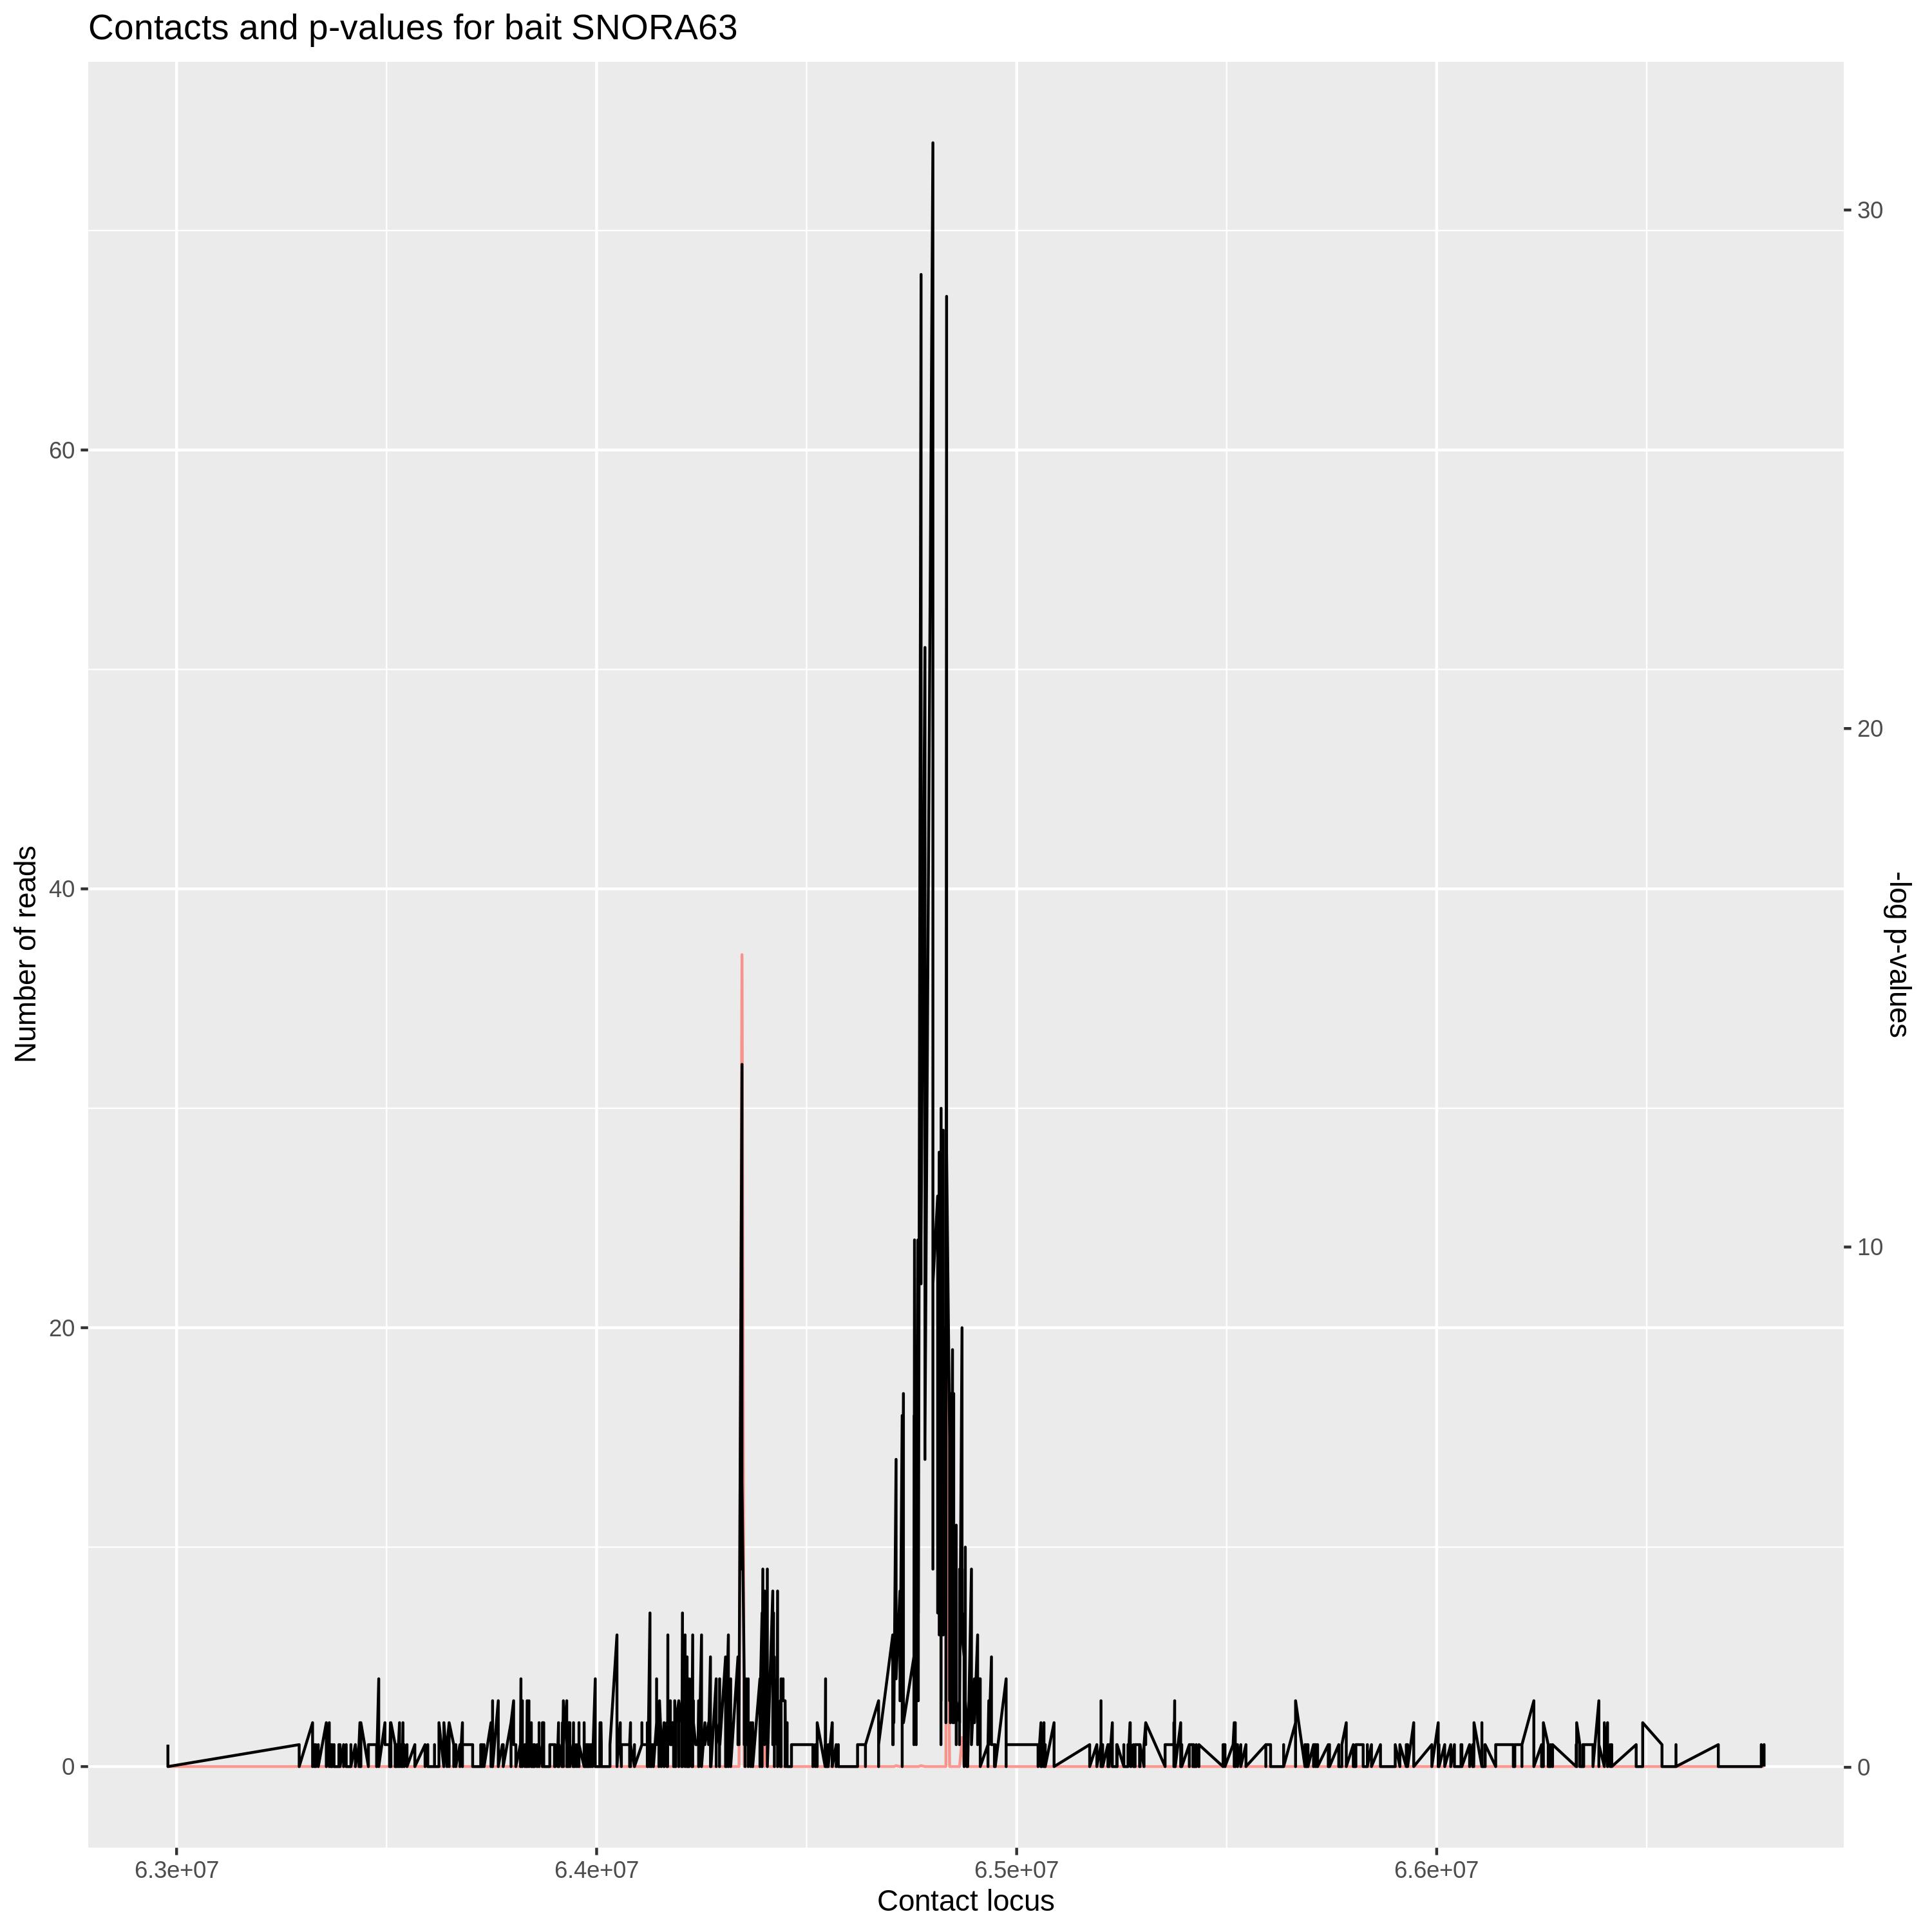 Contacts and p-values for bait SNORA63
30
60
20
40
Number of reads
-log p-values
10
20
0
0
6.3e+07
6.4e+07
6.5e+07
6.6e+07
Contact locus